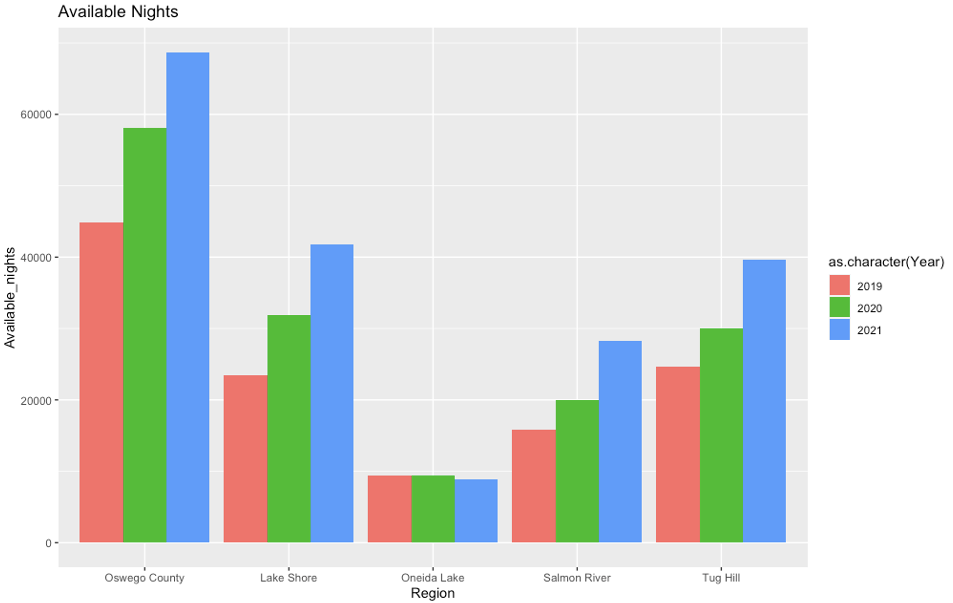 Available Nights
Available_nights
60000
40000
20000
0
Oswego County
Lake Shore
Oneida Lake
Salmon River
Tug Hill
Region
as.character(Year)
2019
2020
2021